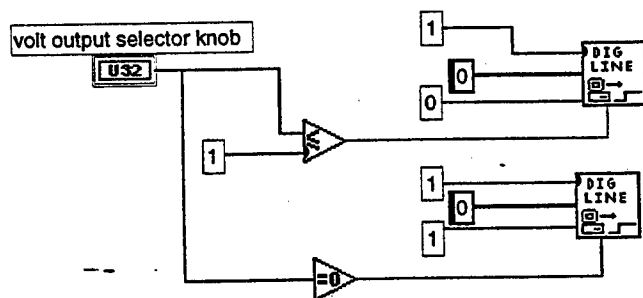 volt output selector knob
U32
1
0
0
DIG
LINE
1
≤
1
0
1
DIG
LINE
=0